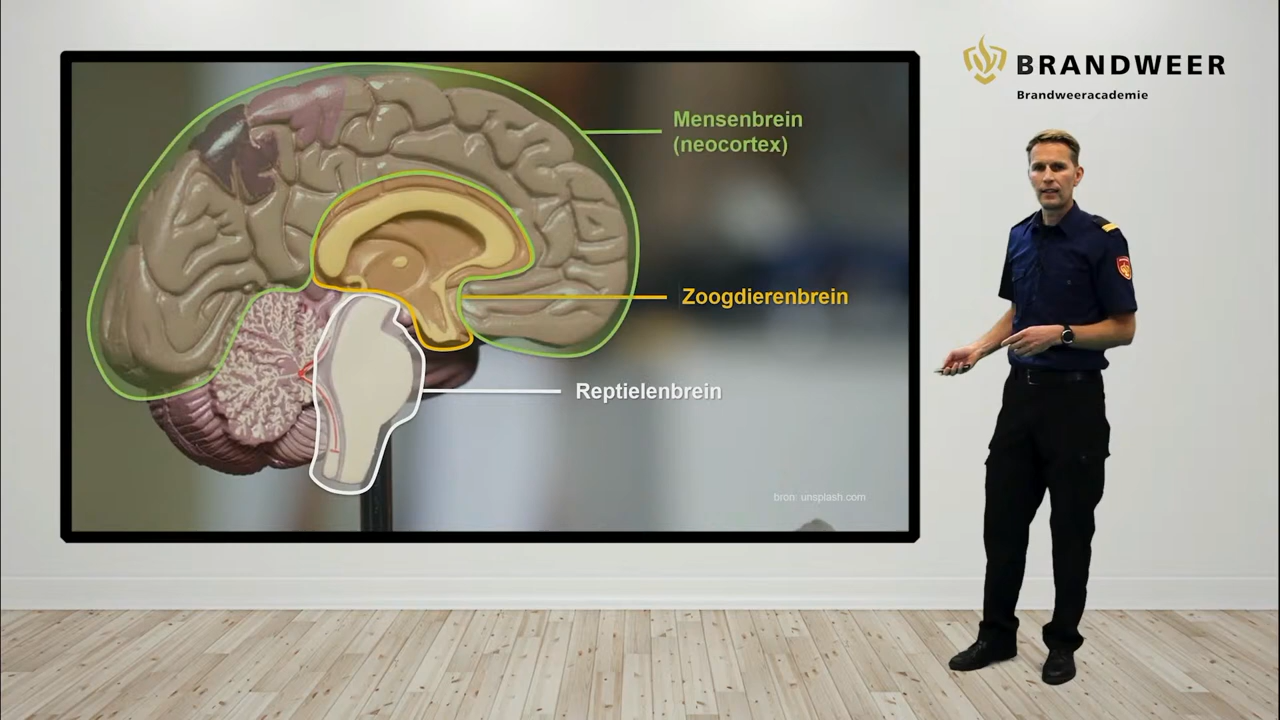 BRANDWEER
Brandweeracademie
Mensenbrein
(neocortex)
Zoogdierenbrein
Reptielenbrein
bron: unsplash.com